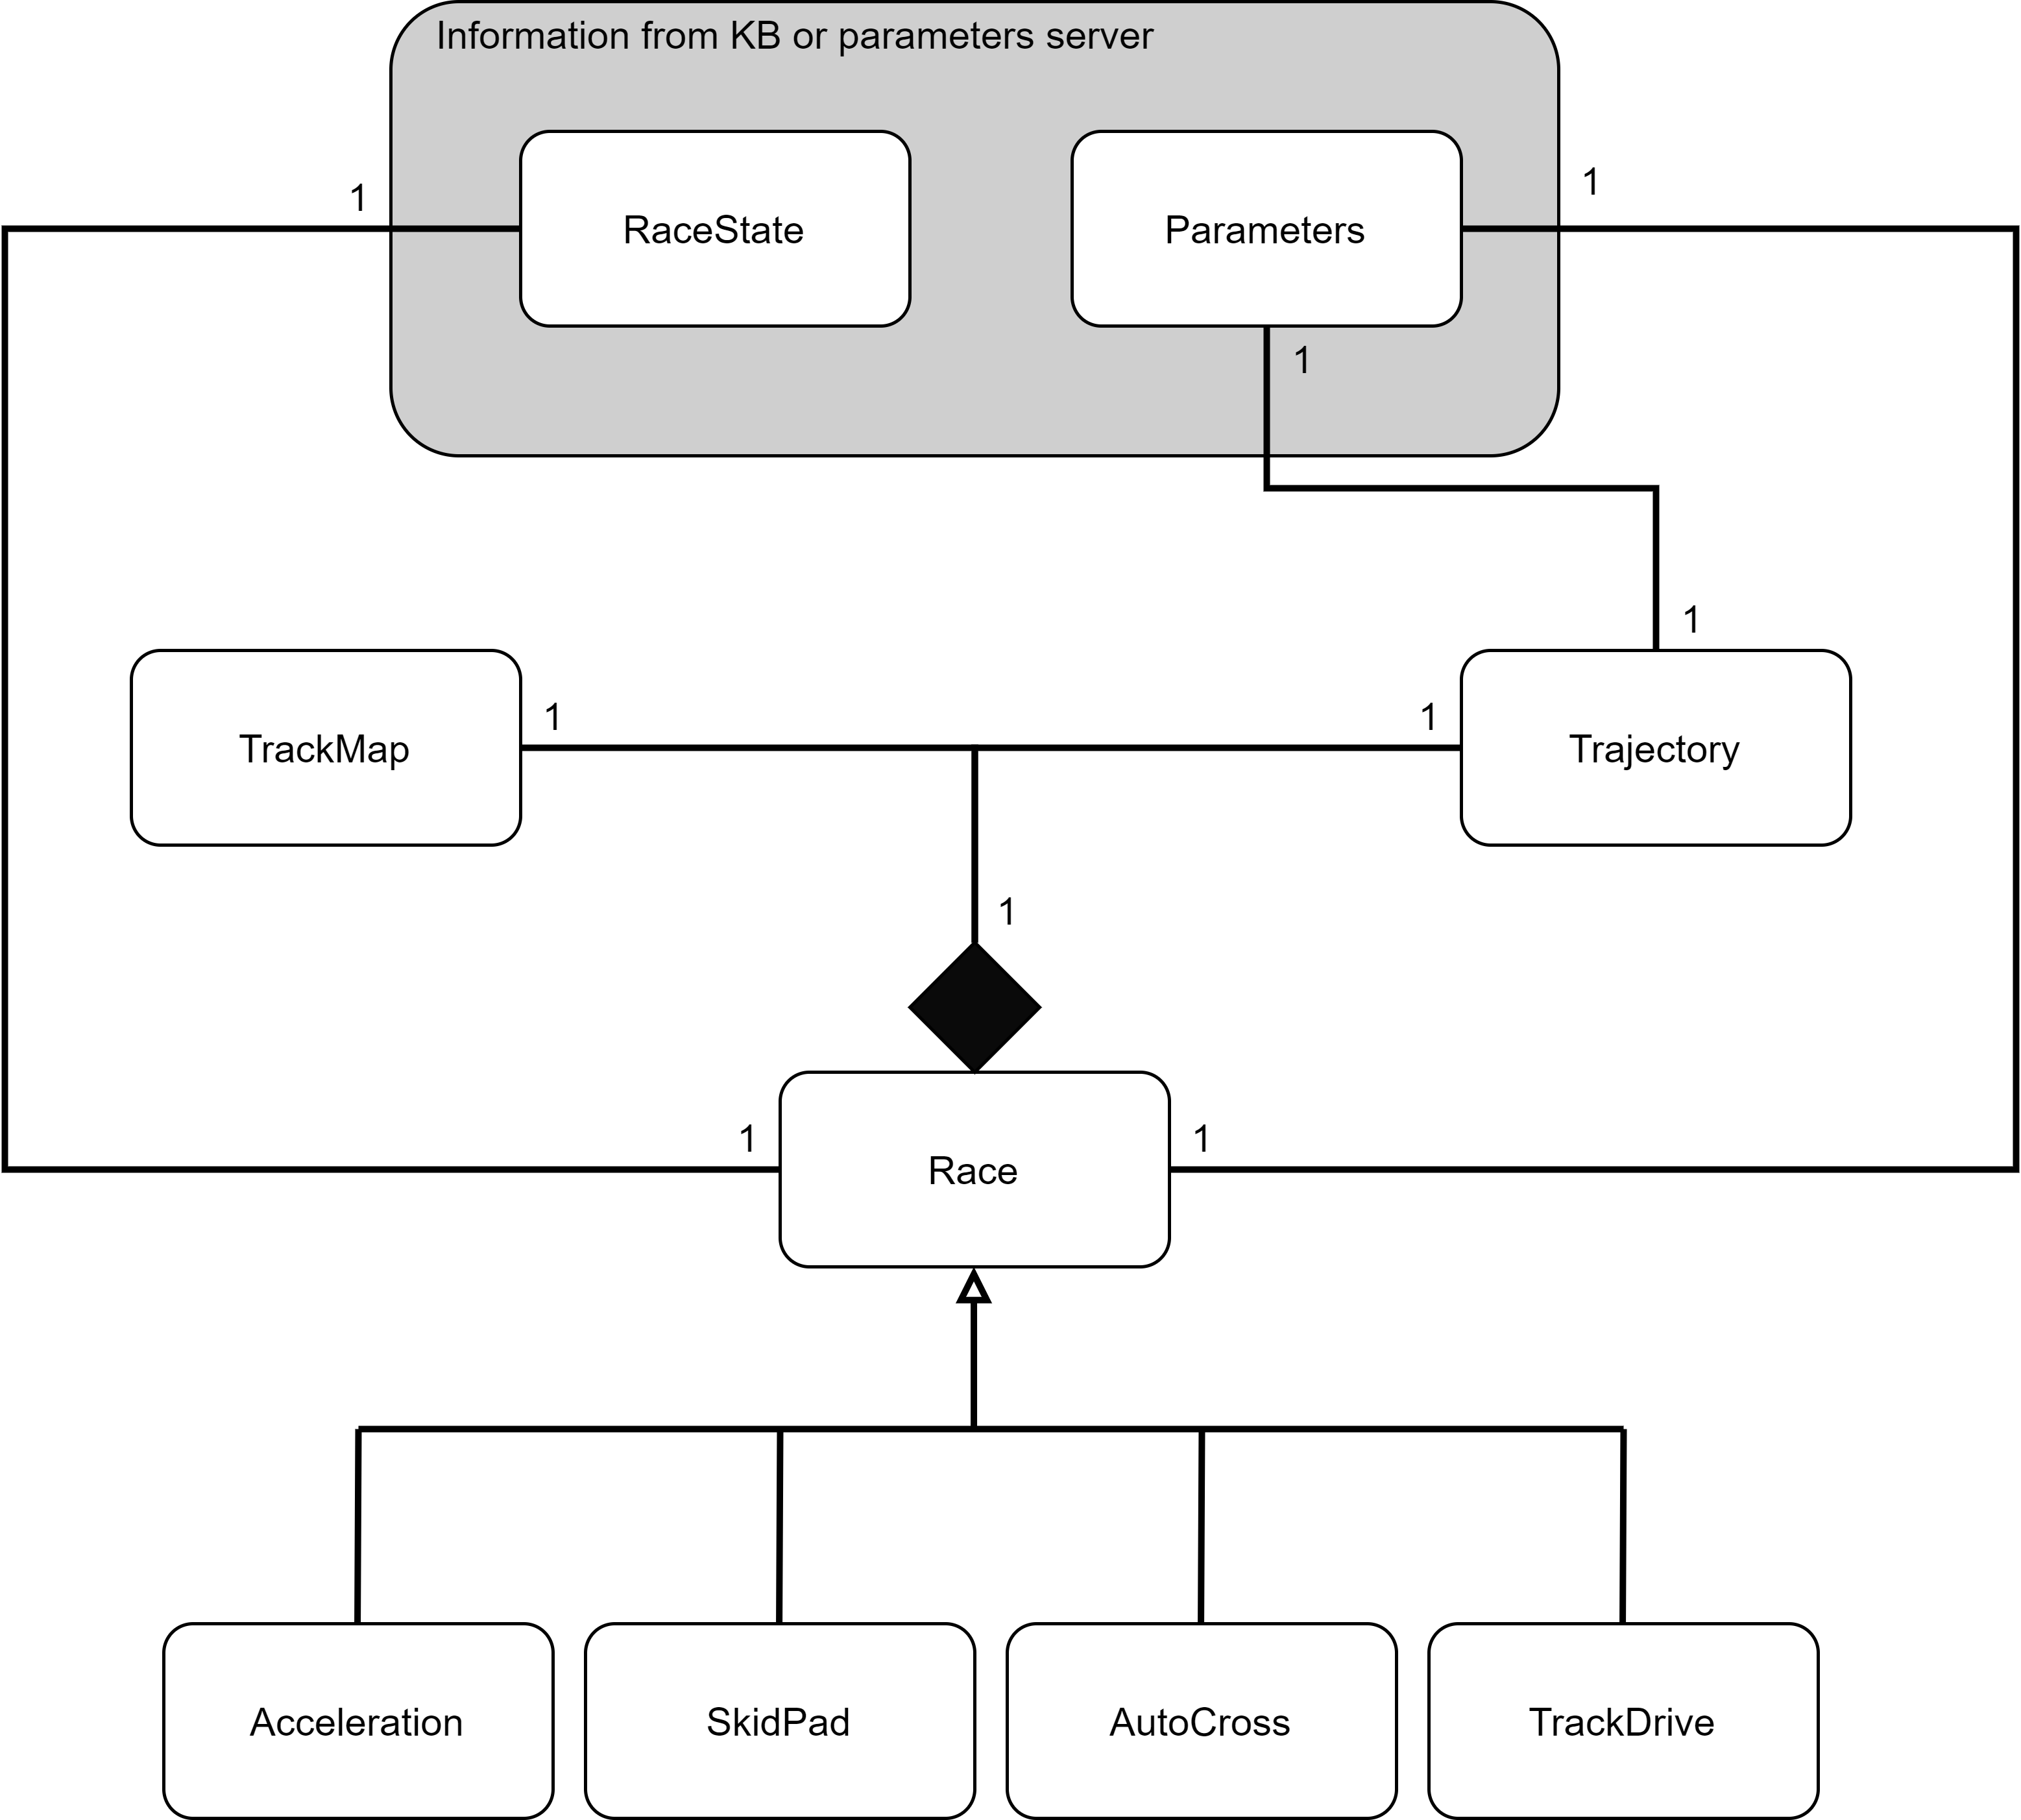 Information from KB or parameters server
1
1
RaceState
Parameters
1
1
1
1
TrackMap
Trajectory
1
1
1
Race
Acceleration
SkidPad
AutoCross
TrackDrive